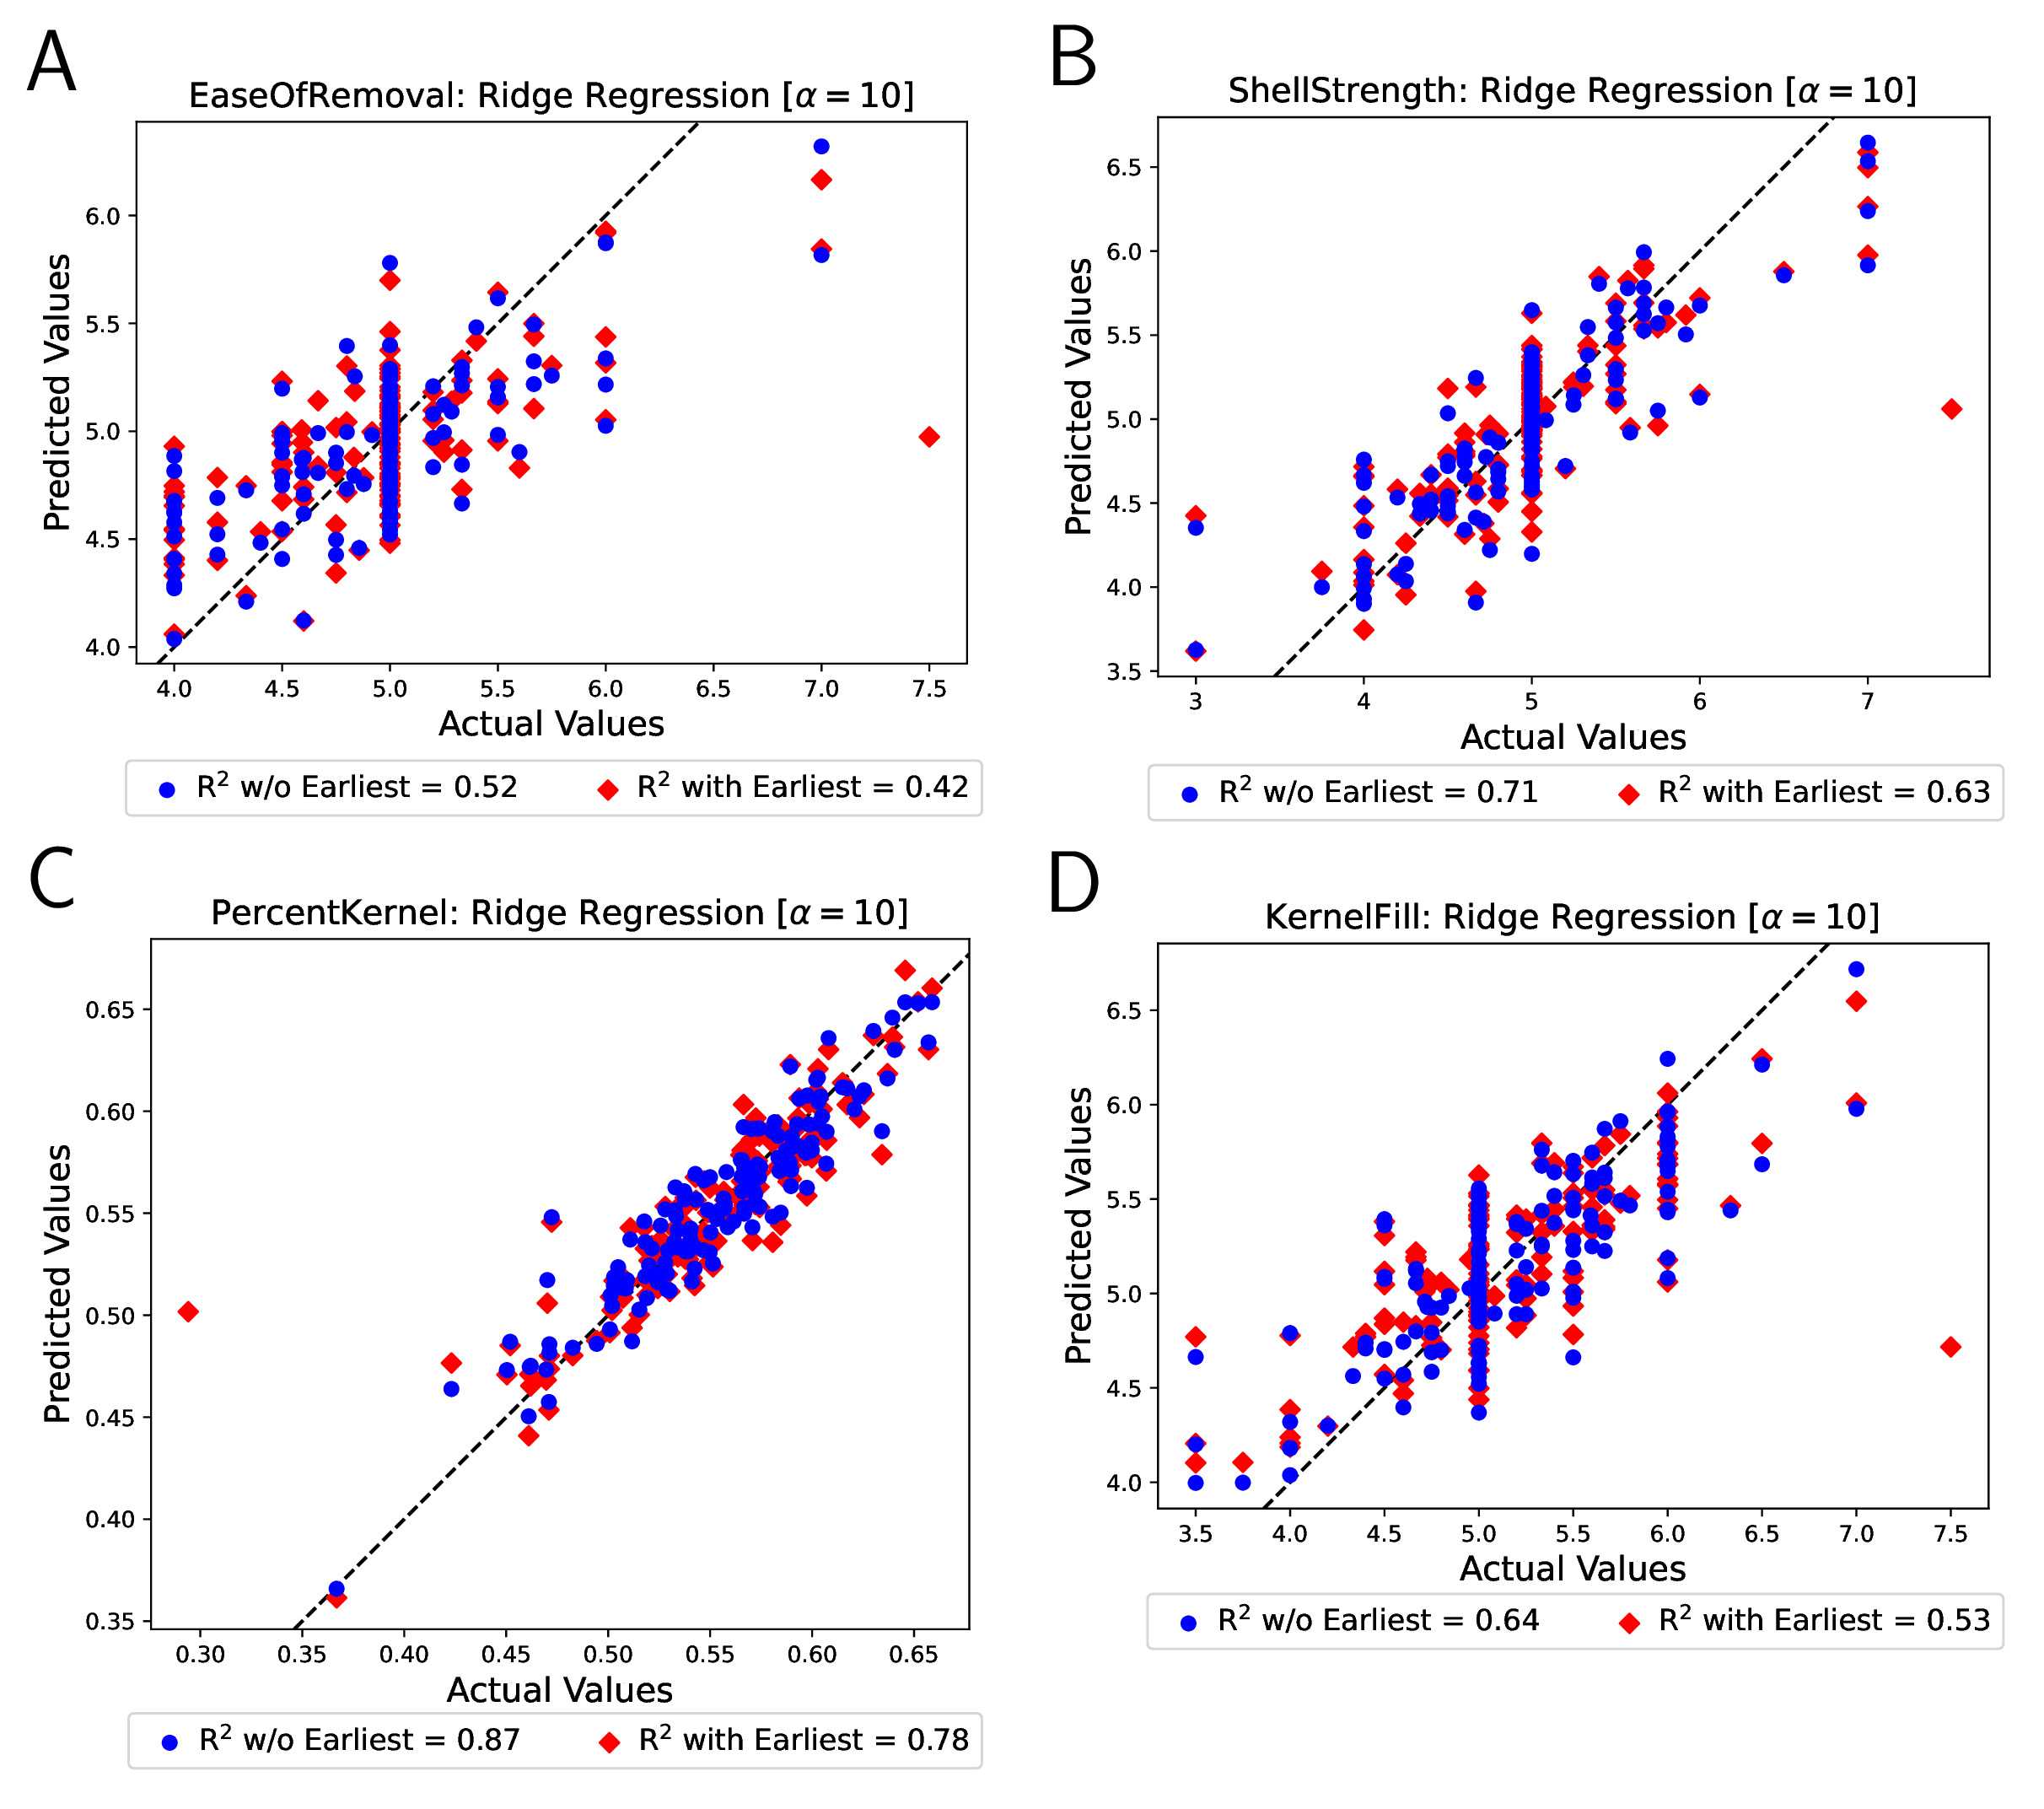 A
EaseOfRemoval: Ridge Regression [α = 10]
Predicted Values
6.0
5.5
5.0
4.5
4.0
4.0 4.5 5.0 5.5 6.0 6.5 7.0 7.5
Actual Values
R² w/o Earliest = 0.52 R² with Earliest = 0.42
B
ShellStrength: Ridge Regression [α = 10]
Predicted Values
6.5
6.0
5.5
5.0
4.5
4.0
3.5
3 4 5 6 7
Actual Values
R² w/o Earliest = 0.71 R² with Earliest = 0.63
C
PercentKernel: Ridge Regression [α = 10]
Predicted Values
0.65
0.60
0.55
0.50
0.45
0.40
0.35
0.30 0.35 0.40 0.45 0.50 0.55 0.60 0.65
Actual Values
R² w/o Earliest = 0.87 R² with Earliest = 0.78
D
KernelFill: Ridge Regression [α = 10]
Predicted Values
6.5
6.0
5.5
5.0
4.5
4.0
3.5 4.0 4.5 5.0 5.5 6.0 6.5 7.0 7.5
Actual Values
R² w/o Earliest = 0.64 R² with Earliest = 0.53